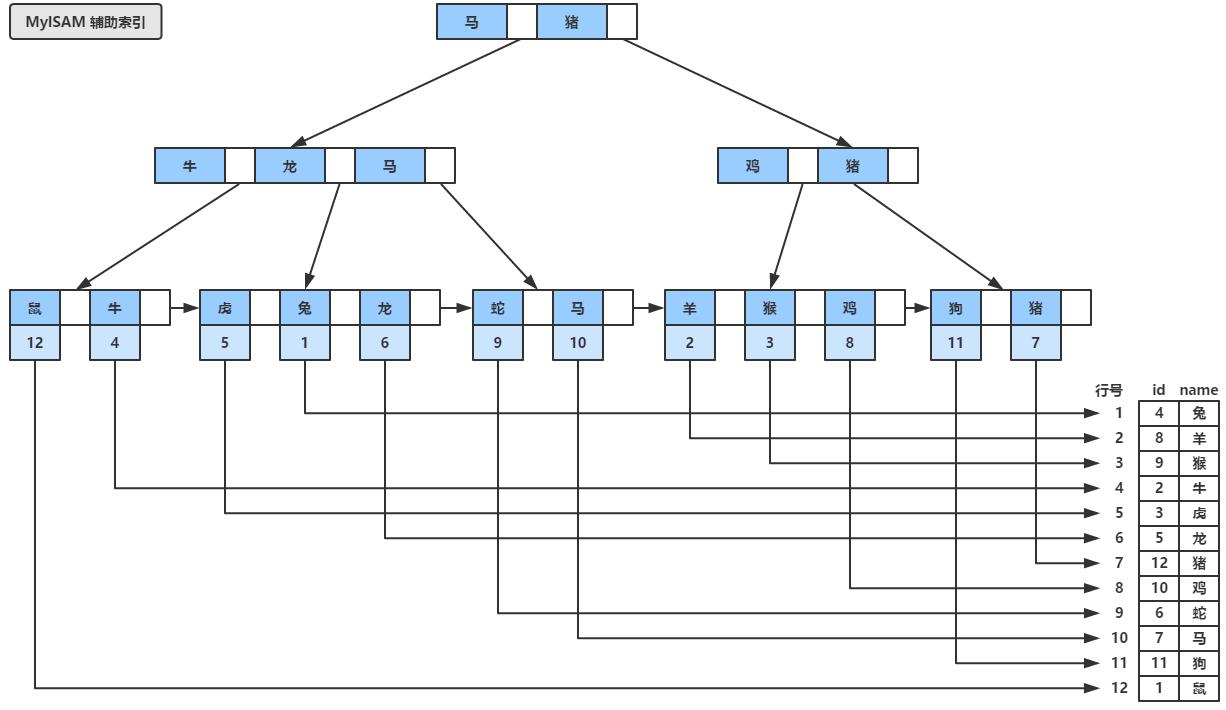 MyISAM 辅助索引
马 猪
牛 龙 马 鸡 猪
鼠 牛 虎 兔 龙 蛇 马 羊 猴 鸡 狗 猪
12 4 5 1 6 9 10 2 3 8 11 7
行号 id name
1 4 兔
2 8 羊
3 9 猴
4 2 牛
5 3 虎
6 5 龙
7 12 猪
8 10 鸡
9 6 蛇
10 7 马
11 11 狗
12 1 鼠